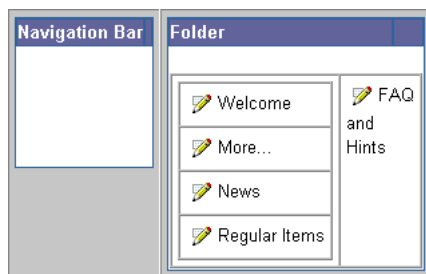 Navigation Bar
Folder
Welcome
More...
News
Regular Items
FAQ
and
Hints